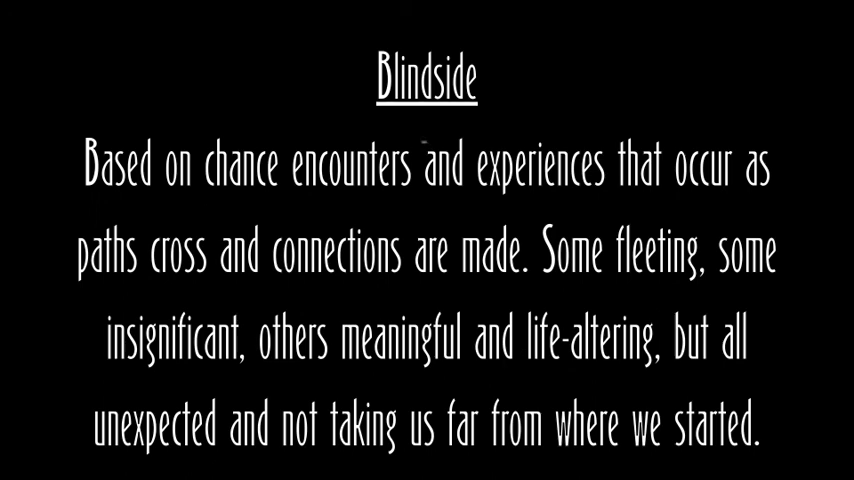 Blindside
Based on chance encounters and experiences that occur as
paths cross and connections are made. Some fleeting, some
insignificant, others meaningful and life-altering, but all
unexpected and not taking us far from where we started.